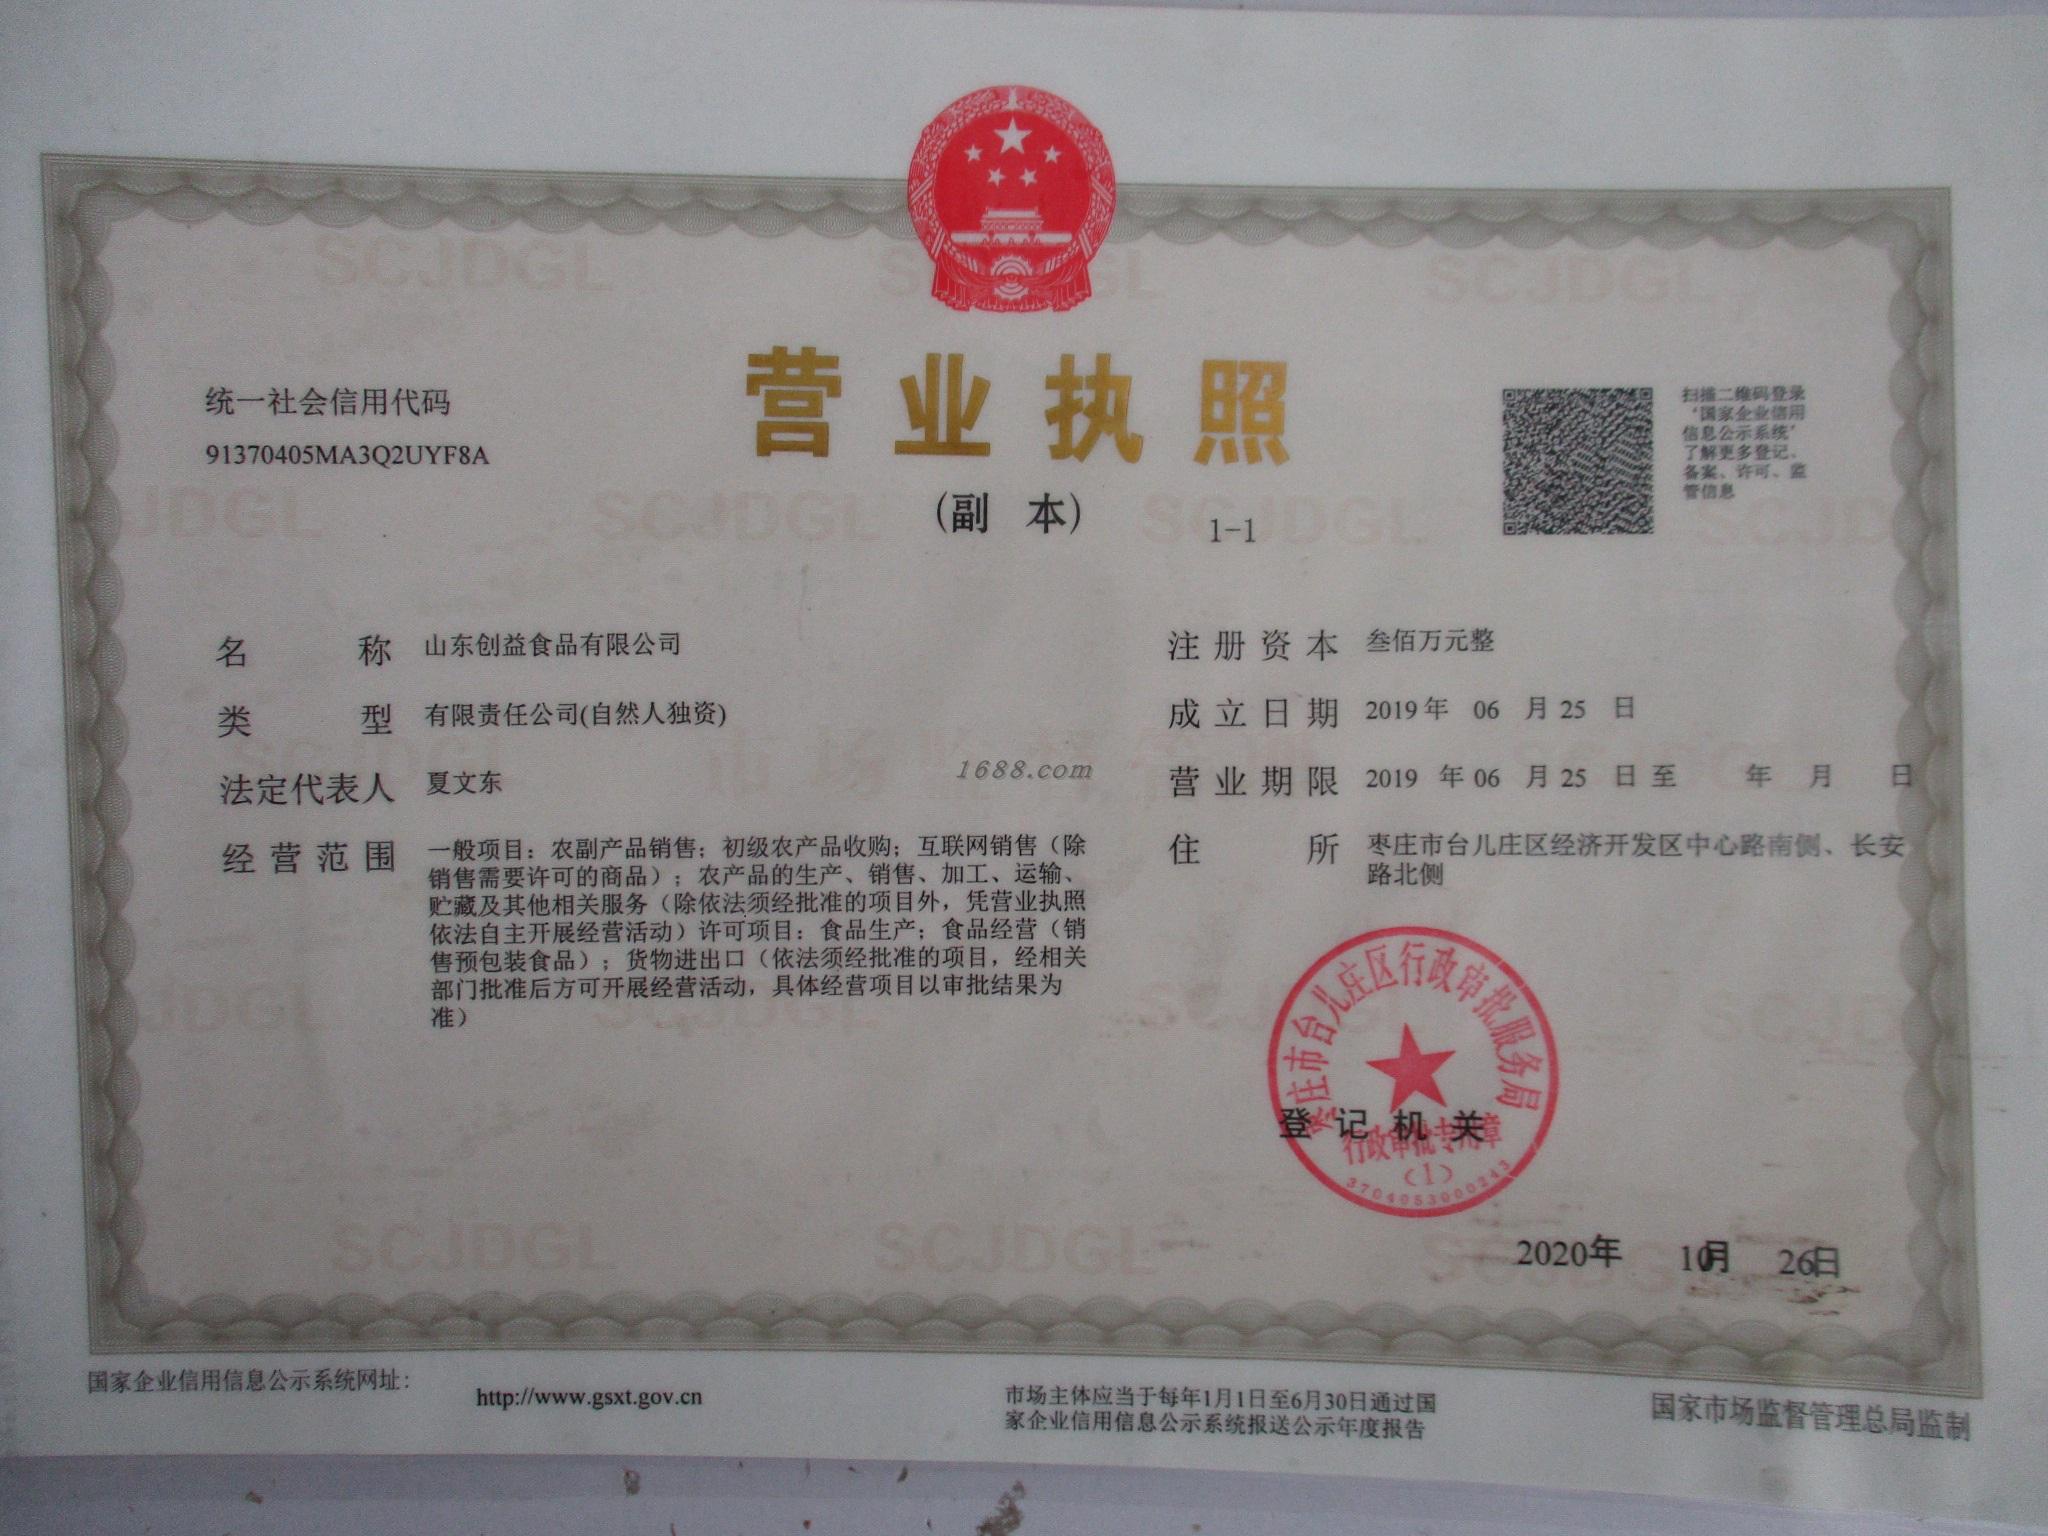 营业执照
(副 本)
1-1
统一社会信用代码
91370405MA3Q2UYF8A
扫描二维码登录
‘国家企业信用
信息公示系统’
了解更多登记、
备案、许可、监
管信息
名称 山东创益食品有限公司
类型 有限责任公司(自然人独资)
法定代表人 夏文东
经营范围 一般项目：农副产品销售；初级农产品收购；互联网销售（除
销售需要许可的商品）；农产品的生产、销售、加工、运输、
贮藏及其他相关服务（除依法须经批准的项目外，凭营业执照
依法自主开展经营活动）许可项目：食品生产；食品经营（销
售预包装食品）；货物进出口（依法须经批准的项目，经相关
部门批准后方可开展经营活动，具体经营项目以审批结果为
准）
注册资本 叁佰万元整
成立日期 2019 年 06 月 25 日
营业期限 2019 年 06 月 25 日 至 年 月 日
住所 枣庄市台儿庄区经济开发区中心路南侧、长安
路北侧
1688.com
枣庄市台儿庄区行政审批服务局
登记机关
行政审批专用章
(1)
3704053000243
2020年 10月 26日
国家企业信用信息公示系统网址：
http://www.gsxt.gov.cn
市场主体应当于每年1月1日至6月30日通过国
家企业信用信息公示系统报送公示年度报告
国家市场监督管理总局监制
SCJDGL